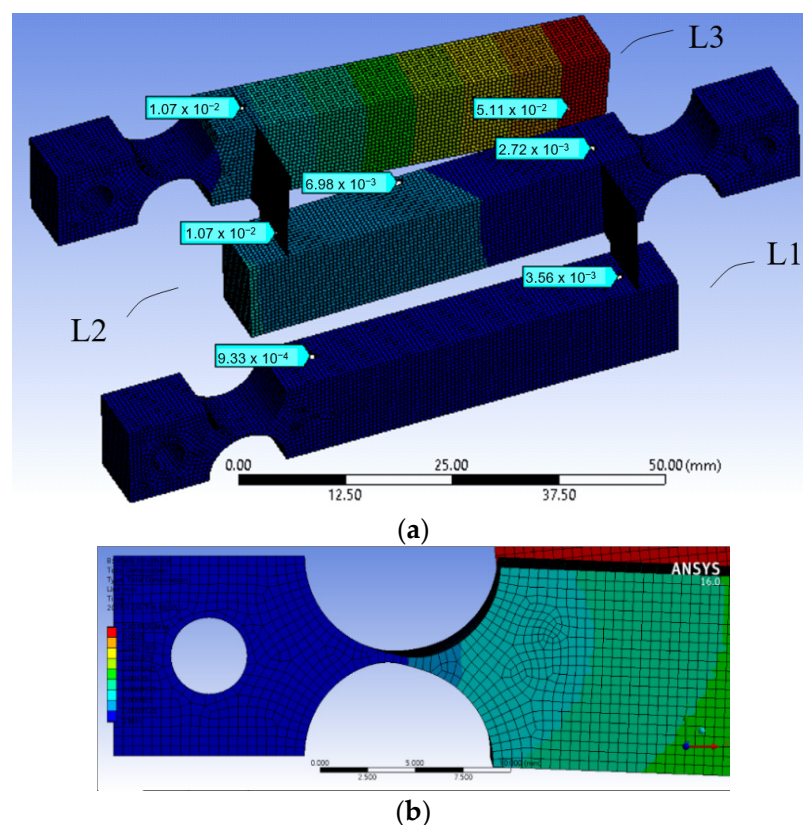 L3
1.07 x 10⁻²
5.11 x 10⁻²
2.72 x 10⁻³
6.98 x 10⁻³
1.07 x 10⁻²
L1
3.56 x 10⁻³
L2
9.33 x 10⁻⁴
0.00 25.00 50.00 (mm)
12.50 37.50
(a)
ANSYS
16.0
0.000 5.000
2.500 7.500
(b)